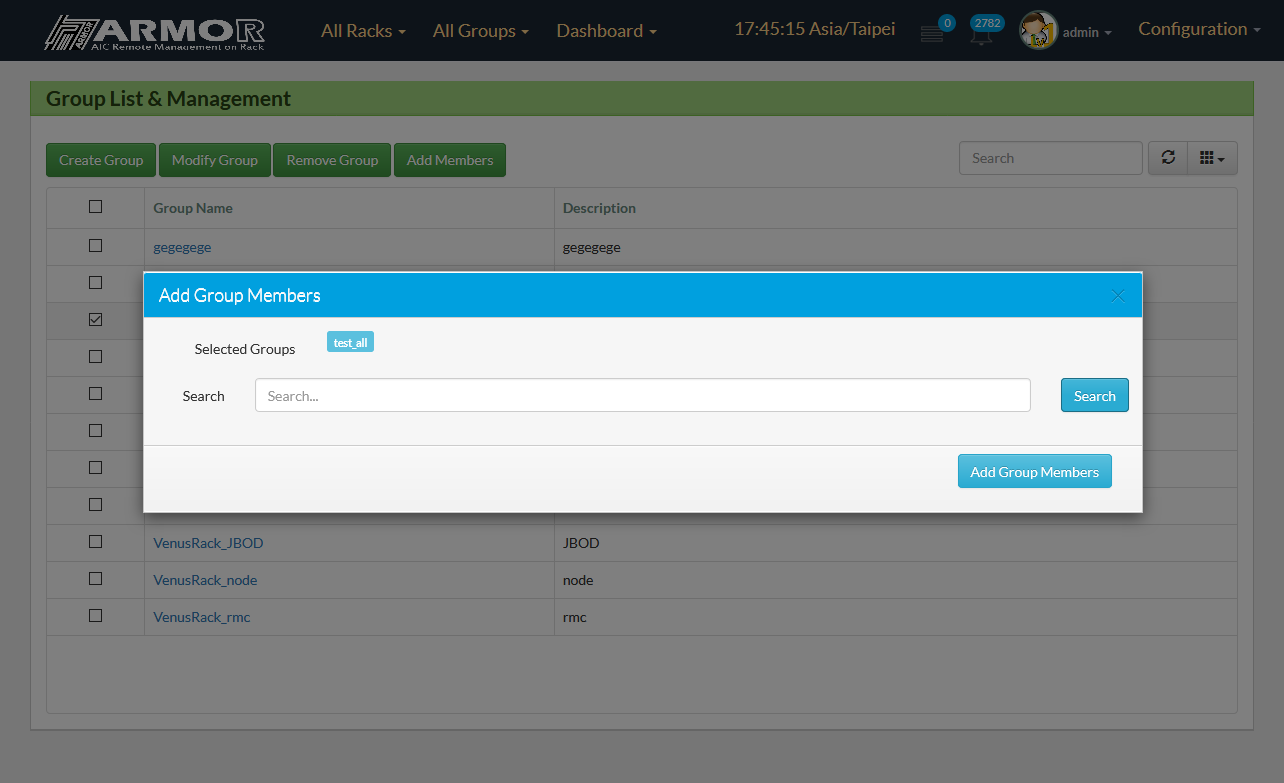 ARMOR
ARMOR
AIC Remote Management on Rack
All Racks
All Groups
Dashboard
17:45:15 Asia/Taipei
0
2782
admin
Configuration
Group List & Management
Create Group
Modify Group
Remove Group
Add Members
Search
Group Name
Description
gegegege
gegegege
Add Group Members
Selected Groups
test_all
Search
Search...
Search
Add Group Members
VenusRack_JBOD
JBOD
VenusRack_node
node
VenusRack_rmc
rmc